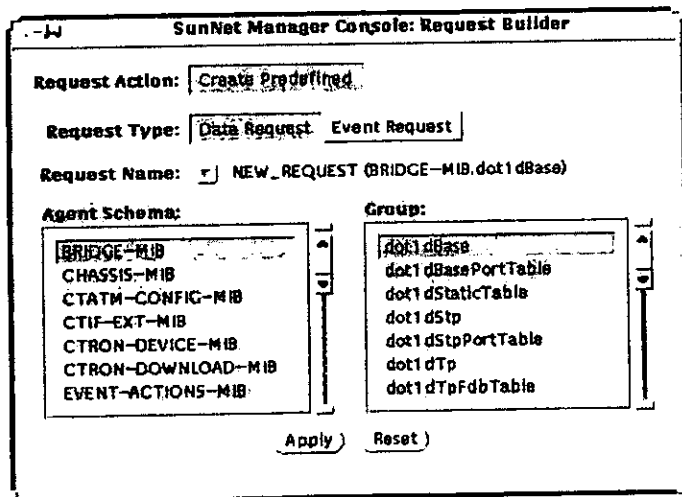 SunNet Manager Console: Request Builder
Request Action: Create Predefined
Request Type: Data Request Event Request
Request Name: NEW_REQUEST (BRIDGE-MIB.dot1dBase)
Agent Schema: Group:
BRIDGE-MIB dot1dBase
CHASSIS-MIB dot1dBasePortTable
CTATM-CONFIG-MIB dot1dStaticTable
CTIF-EXT-MIB dot1dStp
CTRON-DEVICE-MIB dot1dStpPortTable
CTRON-DOWNLOAD-MIB dot1dTp
EVENT-ACTIONS-MIB dot1dTpFdbTable
Apply Reset